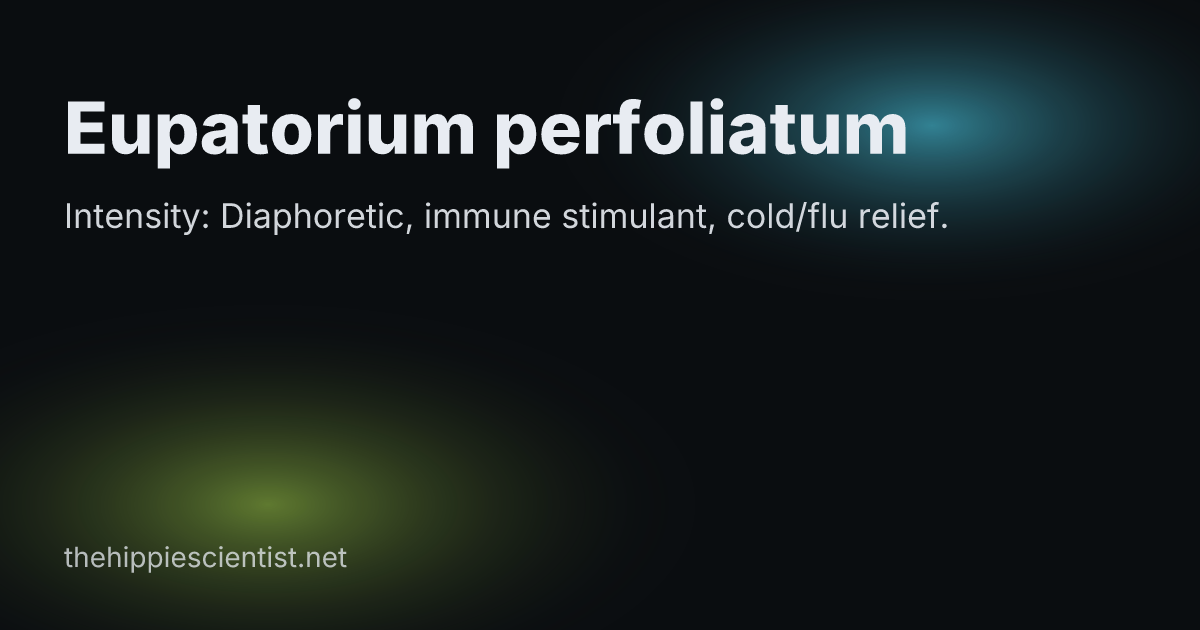 Eupatorium perfoliatum
Intensity: Diaphoretic, immune stimulant, cold/flu relief.
thehippiescientist.net